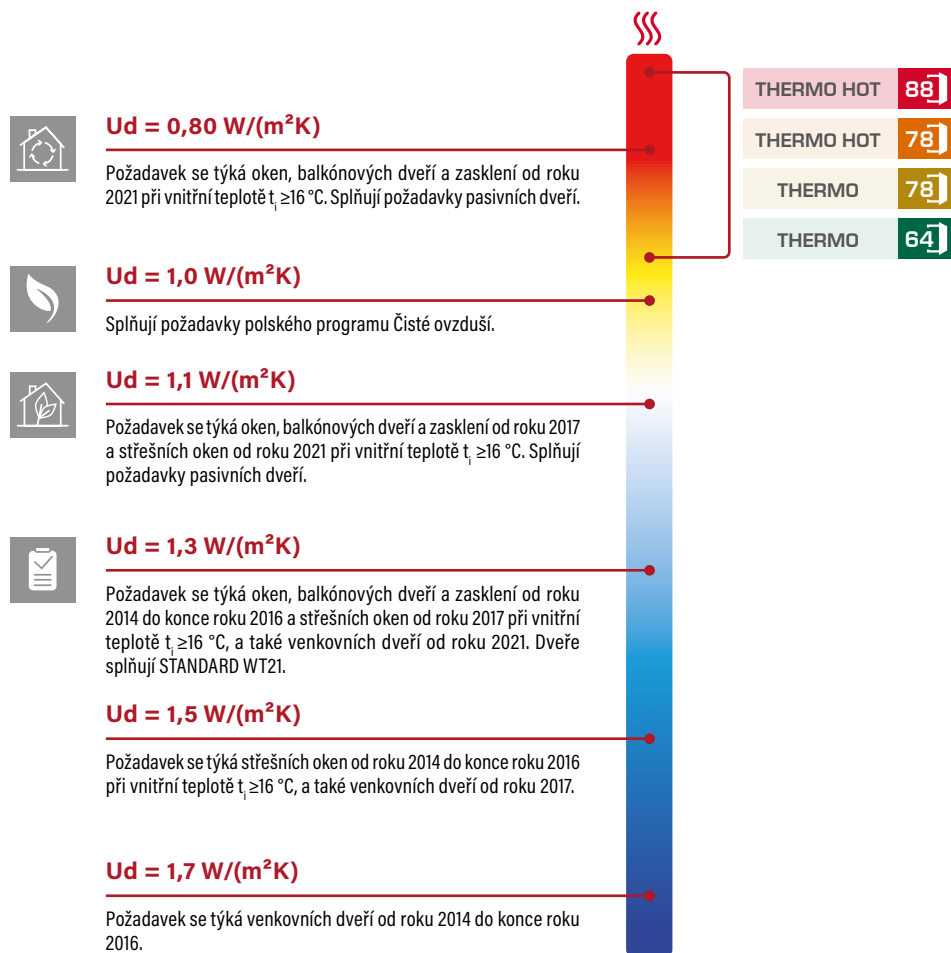 Ud = 0,80 W/(m²K)
Požadavek se týká oken, balkónových dveří a zasklení od roku
2021 při vnitřní teplotě tᵢ ≥16 °C. Splňují požadavky pasivních dveří.
Ud = 1,0 W/(m²K)
Splňují požadavky polského programu Čisté ovzduší.
Ud = 1,1 W/(m²K)
Požadavek se týká oken, balkónových dveří a zasklení od roku 2017
a střešních oken od roku 2021 při vnitřní teplotě tᵢ ≥16 °C. Splňují
požadavky pasivních dveří.
Ud = 1,3 W/(m²K)
Požadavek se týká oken, balkónových dveří a zasklení od roku
2014 do konce roku 2016 a střešních oken od roku 2017 při vnitřní
teplotě tᵢ ≥16 °C, a také venkovních dveří od roku 2021. Dveře
splňují STANDARD WT21.
Ud = 1,5 W/(m²K)
Požadavek se týká střešních oken od roku 2014 do konce roku 2016
při vnitřní teplotě tᵢ ≥16 °C, a také venkovních dveří od roku 2017.
Ud = 1,7 W/(m²K)
Požadavek se týká venkovních dveří od roku 2014 do konce roku
2016.
THERMO HOT 88
THERMO HOT 78
THERMO 78
THERMO 64